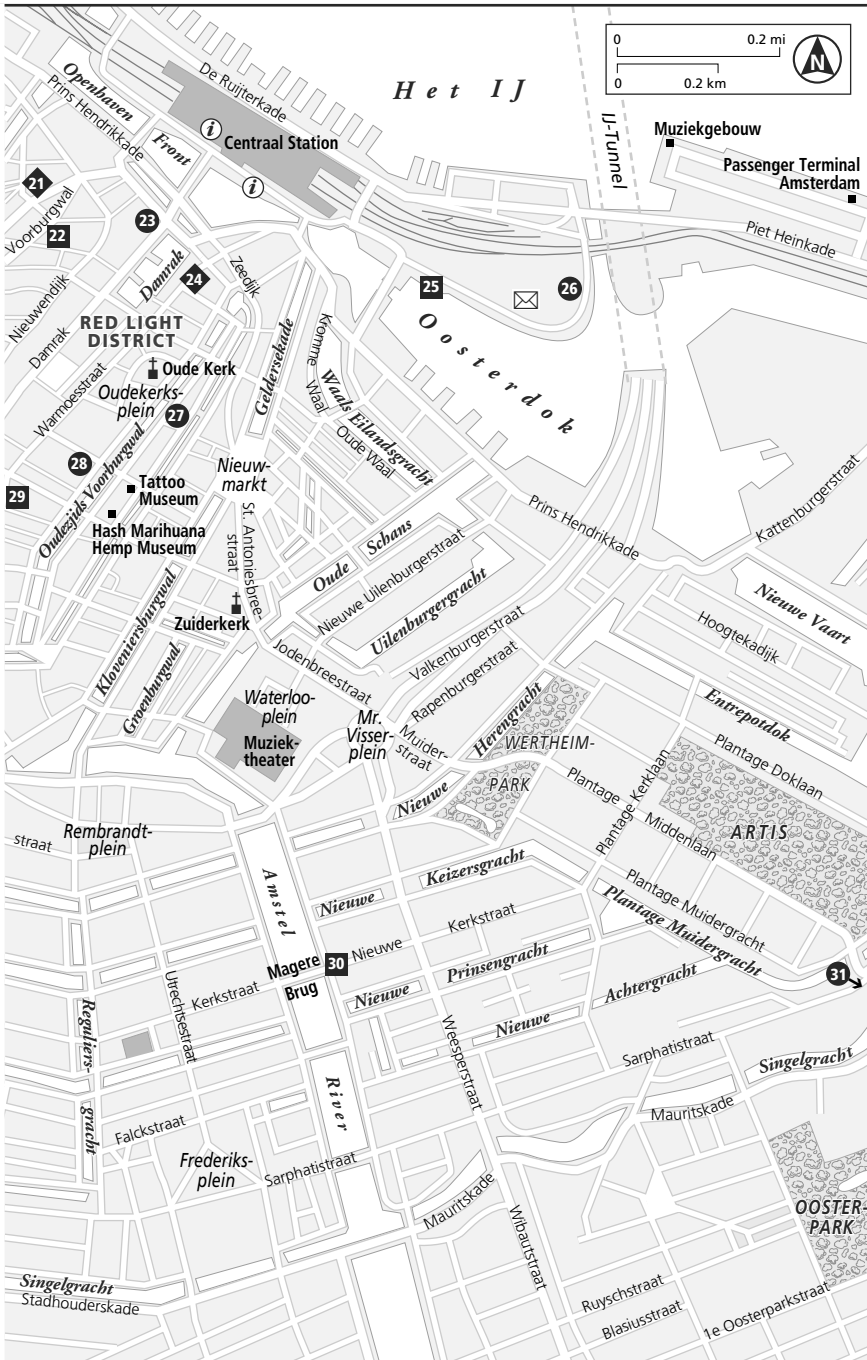 0 0.2 mi
0 0.2 km
N
Het IJ
De Ruijterkade
Openhaven
Prins Hendrikkade
Front
i
Centraal Station
i
IJ-Tunnel
Muziekgebouw
Passenger Terminal
Amsterdam
Piet Heinkade
21
Voorburgwal
22
23
24
25
26
Damrak
Zeedijk
Nieuwendijk
Damrak
RED LIGHT
DISTRICT
Oude Kerk
Oudekerks-
plein
27
Warmoesstraat
28
29
Oudezijds Voorburgwal
Geldersekade
Kromme
Waal
Waals Eilandsgracht
Oude Waal
Oosterdok
Nieuw-
markt
Tattoo
Museum
Hash Marihuana
Hemp Museum
St. Antoniesbree-
straat
Oude Schans
Prins Hendrikkade
Kattenburgerstraat
Nieuwe Uilenburgerstraat
Uilenburgergracht
Zuiderkerk
Kloveniersburgwal
Groenburgwal
Jodenbreestraat
Valkenburgerstraat
Rapenburgerstraat
Nieuwe Vaart
Hoogtekadijk
Entrepotdok
Waterloo-
plein
Muziek-
theater
Mr.
Visser-
plein
Muider-
straat
Nieuwe Herengracht
WERTHEIM-
PARK
Plantage Doklaan
Plantage Kerklaan
Plantage Middenlaan
ARTIS
straat
Rembrandt-
plein
Amstel
Nieuwe Keizersgracht
Plantage Muidergracht
Plantage Muidergracht
Nieuwe Kerkstraat
Magere
Brug
30
Kerkstraat
Utrechtsestraat
Nieuwe Prinsengracht
Nieuwe Achtergracht
31
Reguliers-
gracht
Weesperstraat
Sarphatistraat
Singelgracht
River
Mauritskade
Falckstraat
Frederiks-
plein
Sarphatistraat
Mauritskade
Wibautstraat
OOSTER-
PARK
Singelgracht
Stadhouderskade
Ruyschstraat
Blasiusstraat
1e Oosterparkstraat